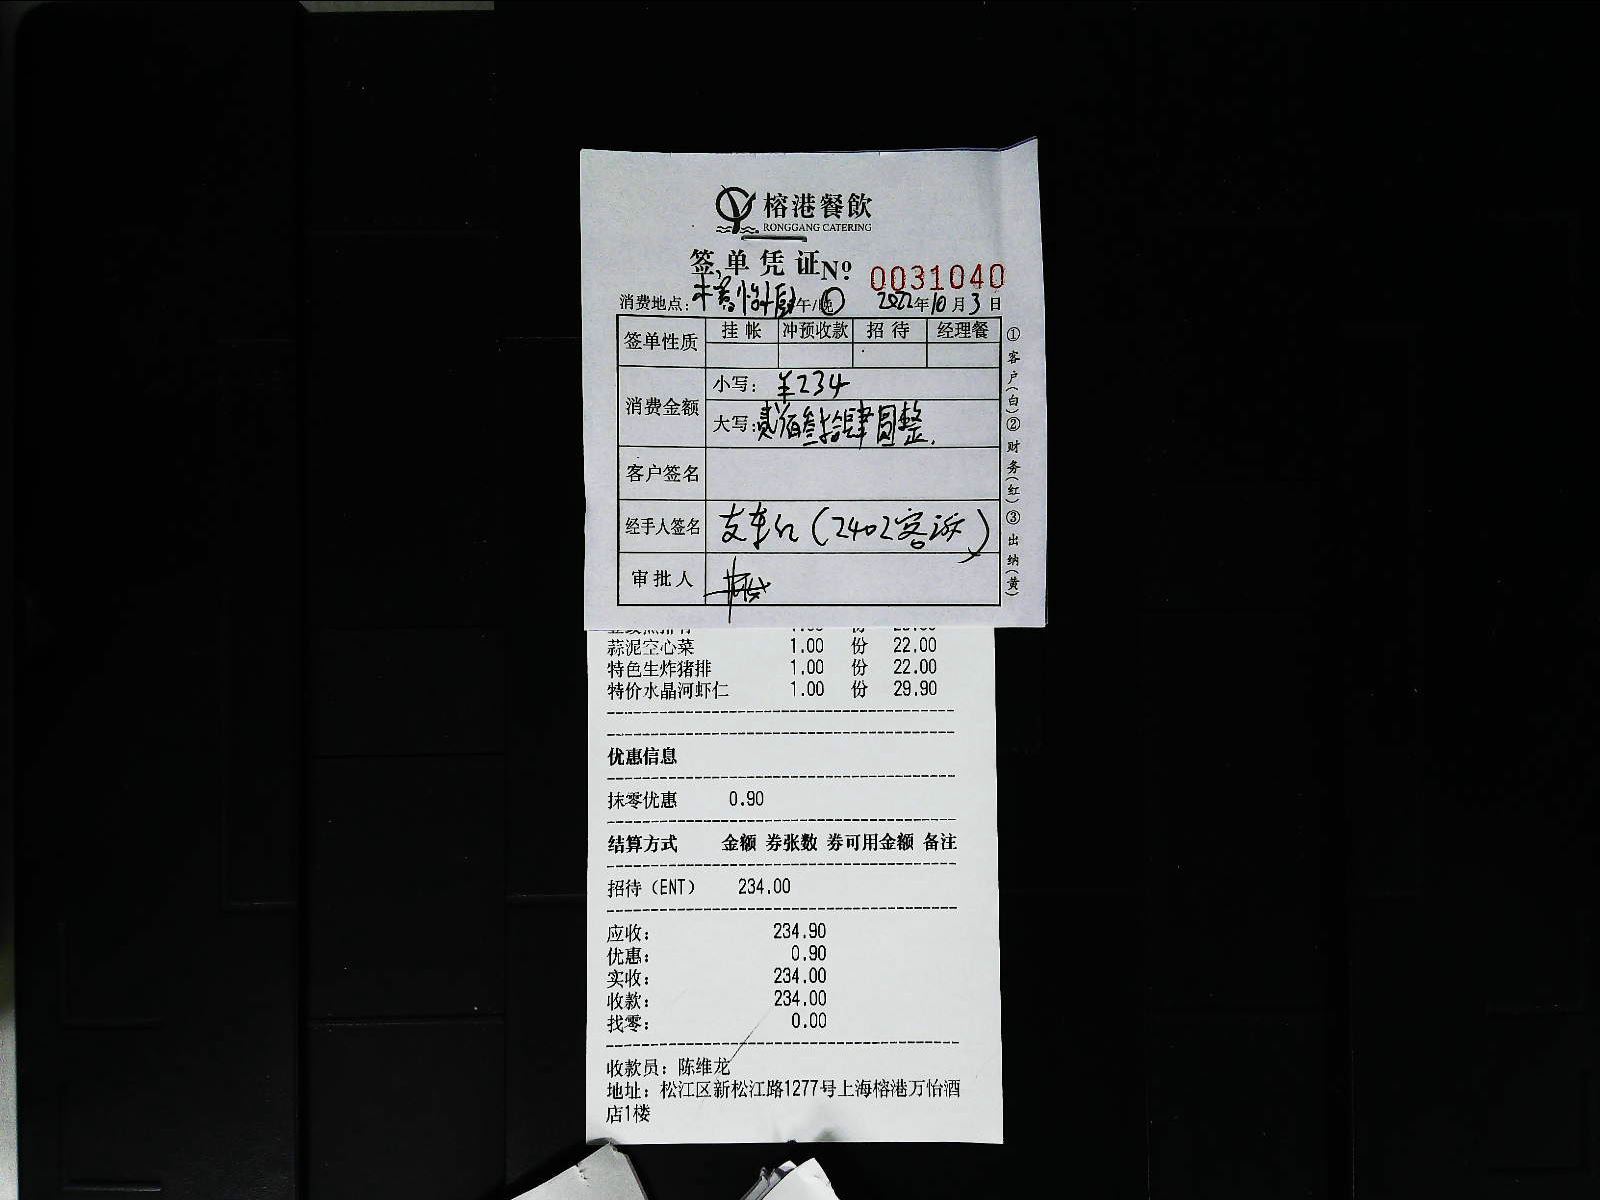 榕港餐飲
RONGGANG CATERING
签单凭证 Nº 0031040
消费地点: 午/晚 2022年10月3日
签单性质 挂帐 冲预收款 招待 经理餐
消费金额 小写: ¥234
大写: 贰佰叁拾肆圆整
客户签名
经手人签名 (2402客诉)
审批人
①客户(白)②财务(红)③出纳(黄)
蒜泥空心菜 1.00 份 22.00
特色生炸猪排 1.00 份 22.00
特价水晶河虾仁 1.00 份 29.90
优惠信息
抹零优惠 0.90
结算方式 金额 券张数 券可用金额 备注
招待(ENT) 234.00
应收: 234.90
优惠: 0.90
实收: 234.00
收款: 234.00
找零: 0.00
收款员: 陈维龙
地址: 松江区新松江路1277号上海榕港万怡酒
店1楼